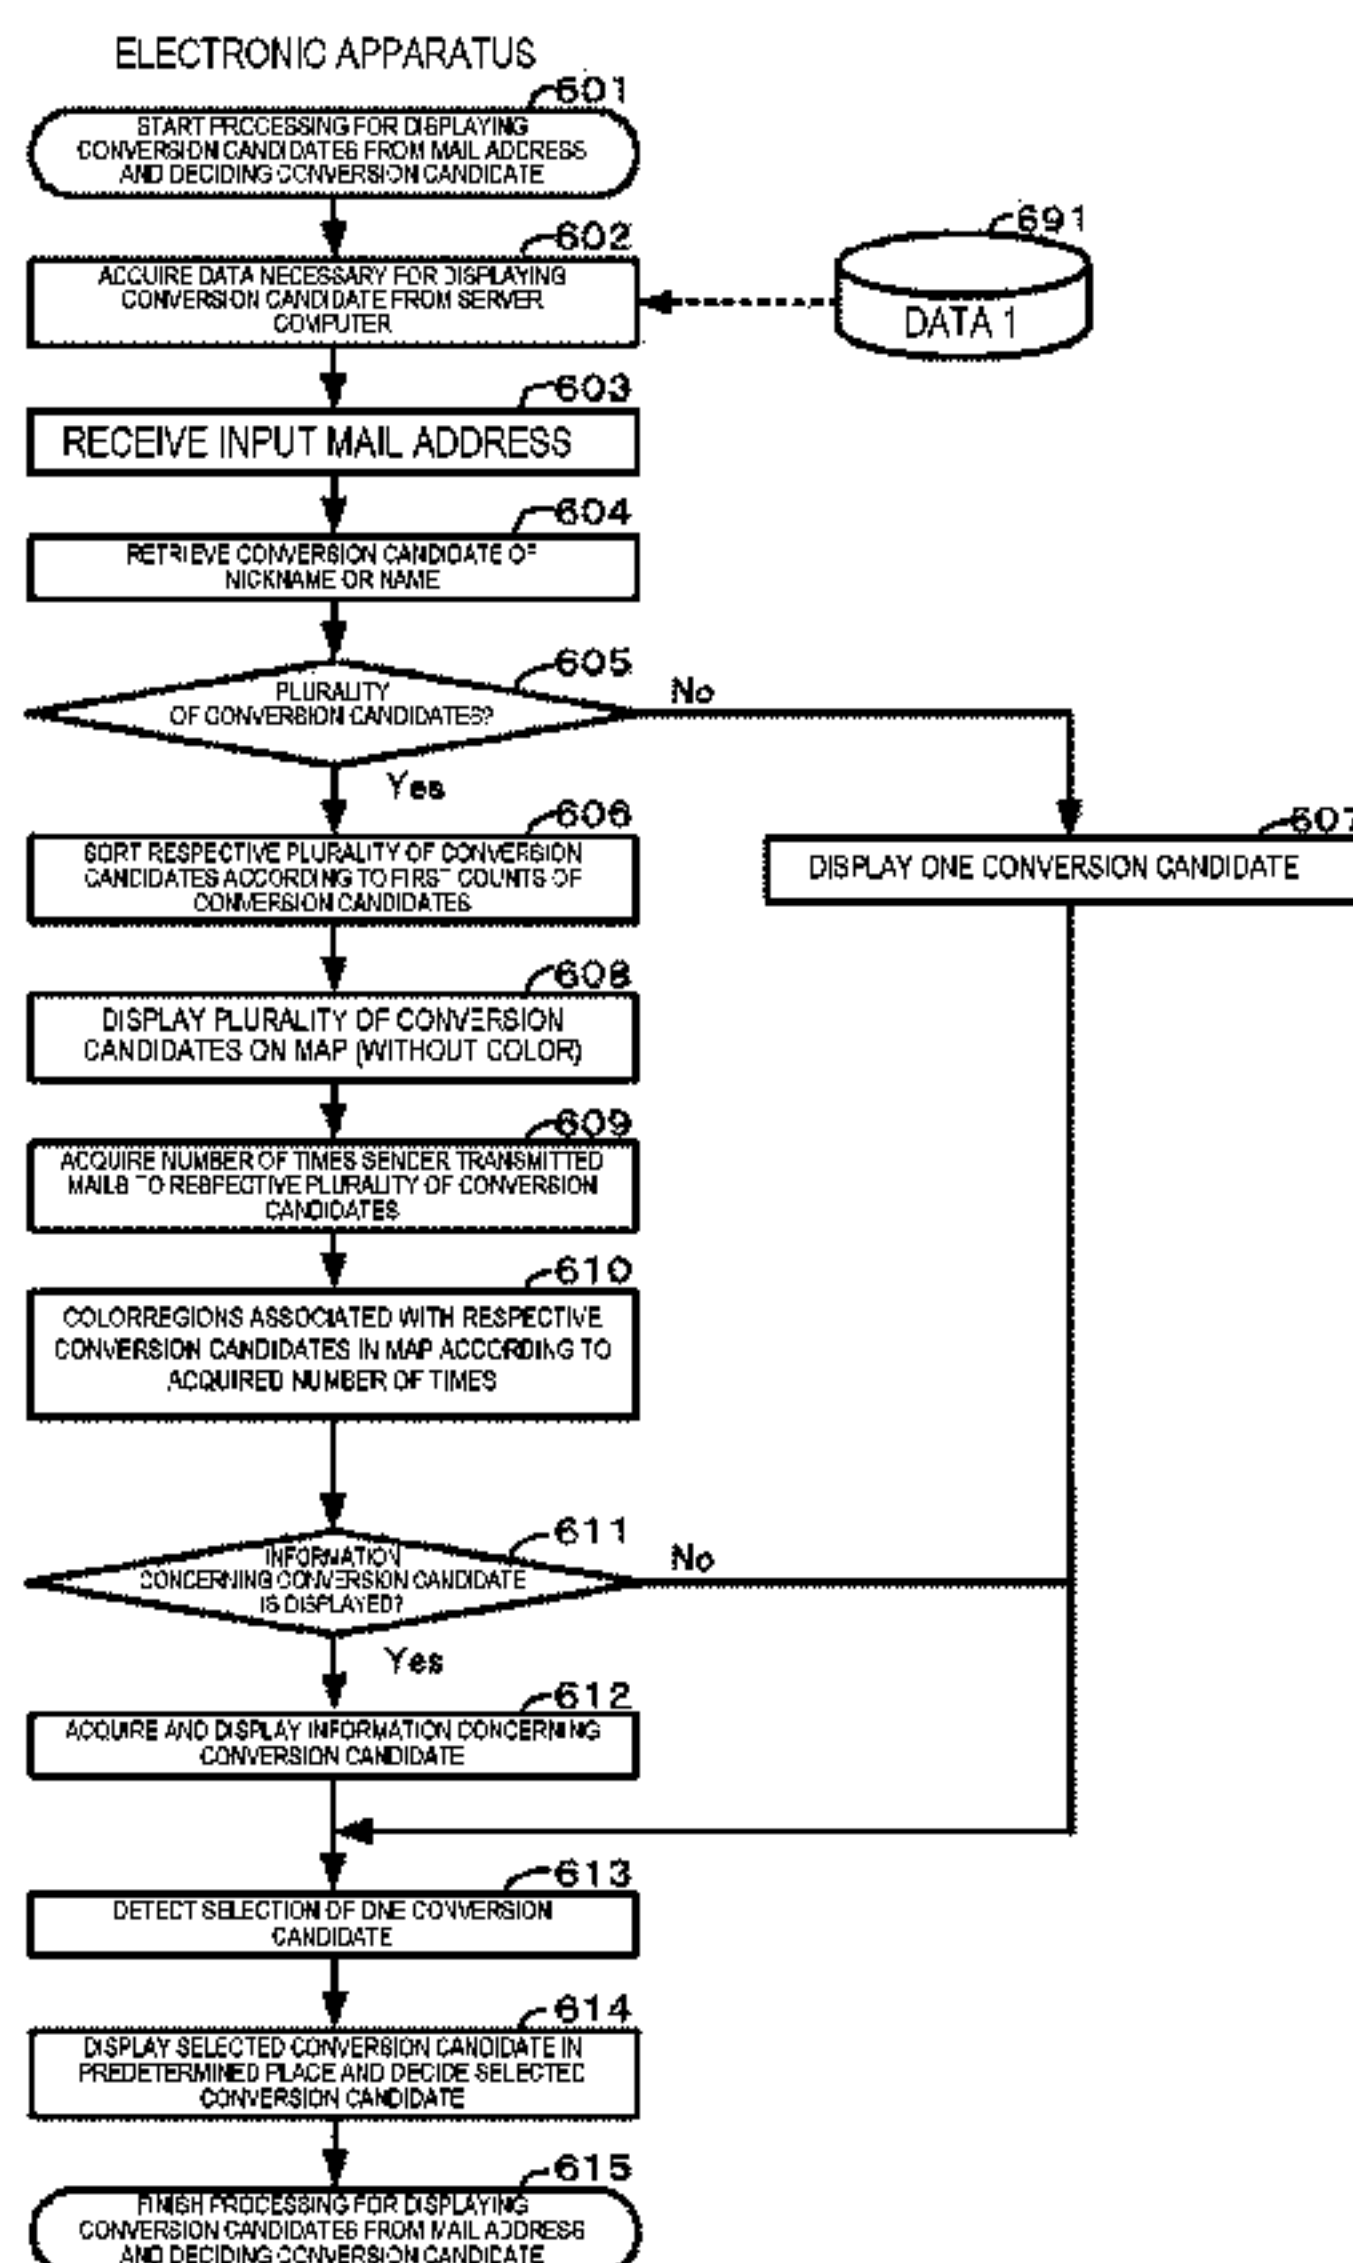 ELECTRONIC APPARATUS
601
START PROCESSING FOR DISPLAYING
CONVERSION CANDIDATES FROM MAIL ADDRESS
AND DECIDING CONVERSION CANDIDATE
602
ACQUIRE DATA NECESSARY FOR DISPLAYING
CONVERSION CANDIDATE FROM SERVER
COMPUTER
691
DATA 1
603
RECEIVE INPUT MAIL ADDRESS
604
RETRIEVE CONVERSION CANDIDATE OF
NICKNAME OR NAME
605
PLURALITY
OF CONVERSION CANDIDATES?
No
Yes
606
SORT RESPECTIVE PLURALITY OF CONVERSION
CANDIDATES ACCORDING TO FIRST COUNTS OF
CONVERSION CANDIDATES
607
DISPLAY ONE CONVERSION CANDIDATE
608
DISPLAY PLURALITY OF CONVERSION
CANDIDATES ON MAP (WITHOUT COLOR)
609
ACQUIRE NUMBER OF TIMES SENDER TRANSMITTED
MAILS TO RESPECTIVE PLURALITY OF CONVERSION
CANDIDATES
610
COLORREGIONS ASSOCIATED WITH RESPECTIVE
CONVERSION CANDIDATES IN MAP ACCORDING TO
ACQUIRED NUMBER OF TIMES
611
INFORMATION
CONCERNING CONVERSION CANDIDATE
IS DISPLAYED?
No
Yes
612
ACQUIRE AND DISPLAY INFORMATION CONCERNING
CONVERSION CANDIDATE
613
DETECT SELECTION OF ONE CONVERSION
CANDIDATE
614
DISPLAY SELECTED CONVERSION CANDIDATE IN
PREDETERMINED PLACE AND DECIDE SELECTED
CONVERSION CANDIDATE
615
FINISH PROCESSING FOR DISPLAYING
CONVERSION CANDIDATES FROM MAIL ADDRESS
AND DECIDING CONVERSION CANDIDATE